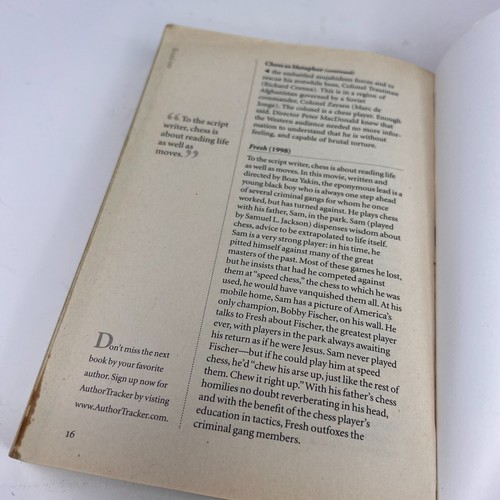 Chess as Metaphor (continued)
◄ the embattled mujahideen forces and to
rescue his erstwhile boss, Colonel Trautman
(Richard Crenna). This is in a region of
Afghanistan governed by a Soviet
commander, Colonel Zaysen (Marc de
Jonge). The colonel is a chess player. Enough
said. Director Peter MacDonald knew that
the Western audience needed no more infor-
mation to understand that he is without
feeling, and capable of brutal torture.
Fresh (1998)
To the script writer, chess is about reading life
as well as moves. In this movie, written and
directed by Boaz Yakin, the eponymous lead is a
young black boy who is always one step ahead
of several criminal gangs for whom he once
worked, but has turned against. He plays chess
with his father, Sam, in the park. Sam (played
by Samuel L. Jackson) dispenses wisdom about
chess, advice to be extrapolated to life itself.
Sam is a very strong player: in his time, he
pitted himself against many of the great
masters of the past. Most of these games he lost,
but he insists that had he competed against
them at "speed chess," the chess to which he was
used, he would have vanquished them all. At his
mobile home, Sam has a picture of America's
only champion, Bobby Fischer, on his wall. He
talks to Fresh about Fischer, the greatest player
ever, with players in the park always awaiting
his return as if he were Jesus. Sam never played
Fischer—but if he could play him at speed
chess, he'd "chew his arse up, just like the rest of
them. Chew it right up." With his father's chess
homilies no doubt reverberating in his head,
and with the benefit of the chess player's
education in tactics, Fresh outfoxes the
criminal gang members.
“ To the script
writer, chess is
about reading life
as well as
moves. ”
Don't miss the next
book by your favorite
author. Sign up now for
AuthorTracker by visiting
www.AuthorTracker.com.
16